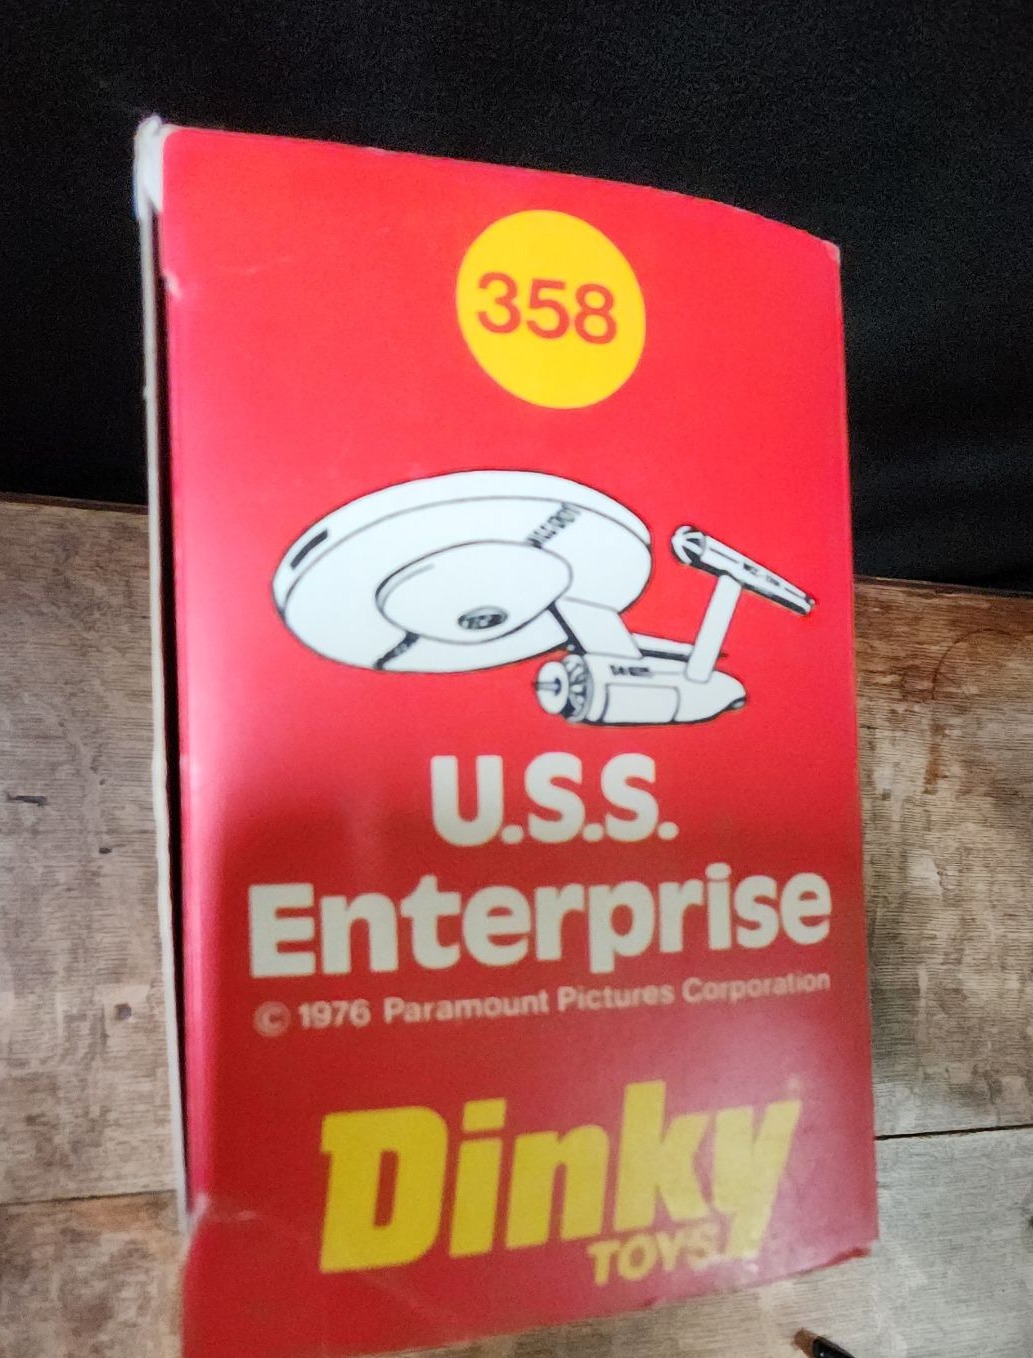 358
U.S.S.
Enterprise
© 1976 Paramount Pictures Corporation
Dinky
TOYS